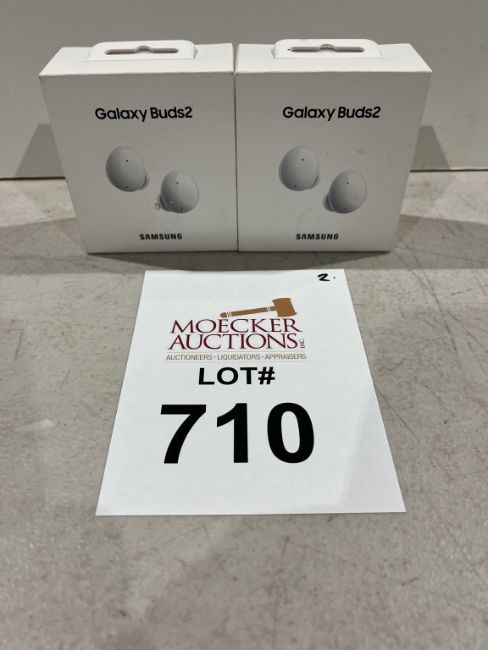 Galaxy Buds2
SAMSUNG
Galaxy Buds2
SAMSUNG
2.
MOECKER
AUCTIONS INC
AUCTIONEERS · LIQUIDATORS · APPRAISERS
LOT#
710